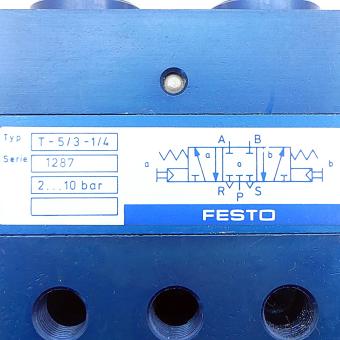 Typ T-5/3-1/4
Serie 1287
2...10 bar
A B
a a b b
a
R P S
FESTO